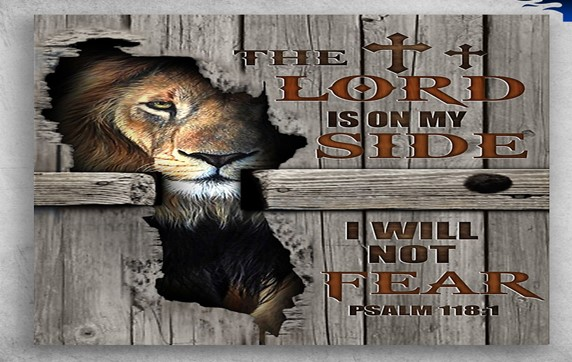 THE
LORD
IS ON MY
SIDE
I WILL
NOT
FEAR
PSALM 118:1